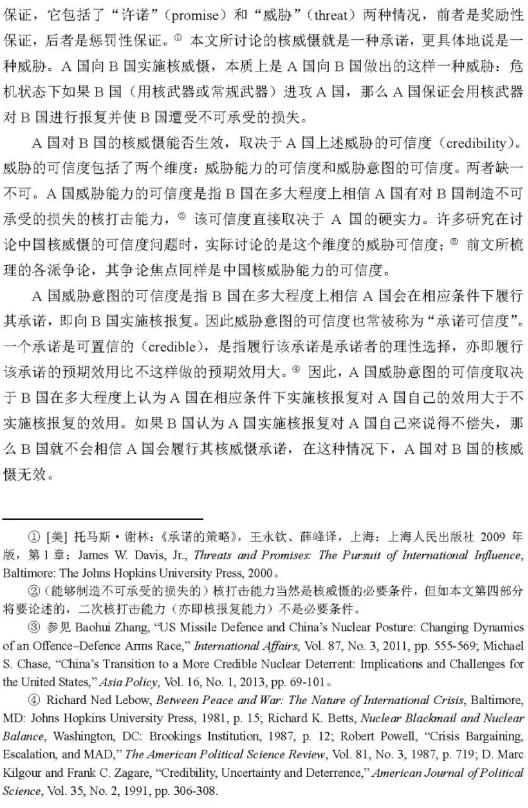 保证，它包括了“许诺”（promise）和“威胁”（threat）两种情况，前者是奖励性
保证，后者是惩罚性保证。① 本文所讨论的核威慑就是一种承诺，更具体地说是一
种威胁。A 国向 B 国实施核威慑，本质上是 A 国向 B 国做出的这样一种威胁：危
机状态下如果 B 国（用核武器或常规武器）进攻 A 国，那么 A 国保证会用核武器
对 B 国进行报复并使 B 国遭受不可承受的损失。
A 国对 B 国的核威慑能否生效，取决于 A 国上述威胁的可信度（credibility）。
威胁的可信度包括了两个维度：威胁能力的可信度和威胁意图的可信度。两者缺一
不可。A 国威胁能力的可信度是指 B 国在多大程度上相信 A 国有对 B 国制造不可
承受的损失的核打击能力，② 该可信度直接取决于 A 国的硬实力。许多研究在讨
论中国核威慑的可信度问题时，实际讨论的是这个维度的威胁可信度；③ 前文所梳
理的各派争论，其争论焦点同样是中国核威胁能力的可信度。
A 国威胁意图的可信度是指 B 国在多大程度上相信 A 国会在相应条件下履行
其承诺，即向 B 国实施核报复。因此威胁意图的可信度也常被称为“承诺可信度”。
一个承诺是可置信的（credible），是指履行该承诺是承诺者的理性选择，亦即履行
该承诺的预期效用比不这样做的预期效用大。④ 因此，A 国威胁意图的可信度取决
于 B 国在多大程度上认为 A 国在相应条件下实施核报复对 A 国自己的效用大于不
实施核报复的效用。如果 B 国认为 A 国实施核报复对 A 国自己来说得不偿失，那
么 B 国就不会相信 A 国会履行其核威慑承诺，在这种情况下，A 国对 B 国的核威
慑无效。
① [美] 托马斯·谢林：《承诺的策略》，王永钦、薛峰译，上海：上海人民出版社 2009 年
版，第 1 章；James W. Davis, Jr., Threats and Promises: The Pursuit of International Influence,
Baltimore: The Johns Hopkins University Press, 2000。
②（能够制造不可承受的损失的）核打击能力当然是核威慑的必要条件，但如本文第四部分
将要论述的，二次核打击能力（亦即核报复能力）不是必要条件。
③ 参见 Baohui Zhang, “US Missile Defence and China’s Nuclear Posture: Changing Dynamics
of an Offence–Defence Arms Race,” International Affairs, Vol. 87, No. 3, 2011, pp. 555-569; Michael
S. Chase, “China’s Transition to a More Credible Nuclear Deterrent: Implications and Challenges for
the United States,” Asia Policy, Vol. 16, No. 1, 2013, pp. 69-101。
④ Richard Ned Lebow, Between Peace and War: The Nature of International Crisis, Baltimore,
MD: Johns Hopkins University Press, 1981, p. 15; Richard K. Betts, Nuclear Blackmail and Nuclear
Balance, Washington, DC: Brookings Institution, 1987, p. 12; Robert Powell, “Crisis Bargaining,
Escalation, and MAD,” The American Political Science Review, Vol. 81, No. 3, 1987, p. 719; D. Marc
Kilgour and Frank C. Zagare, “Credibility, Uncertainty and Deterrence,” American Journal of Political
Science, Vol. 35, No. 2, 1991, pp. 306-308.